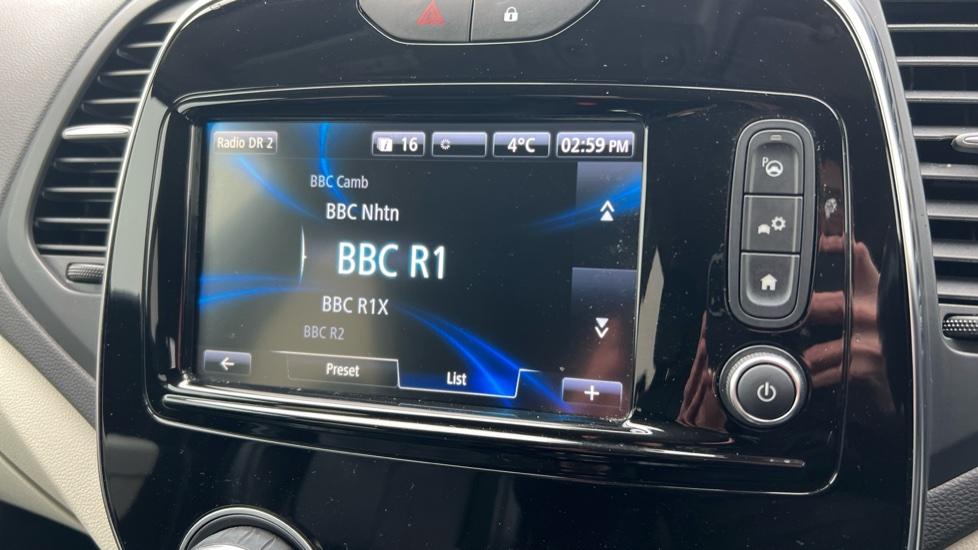 Radio DR 2 i 16 4°C 02:59 PM
BBC Camb
BBC Nhtn
BBC R1
BBC R1X
BBC R2
Preset List +
P